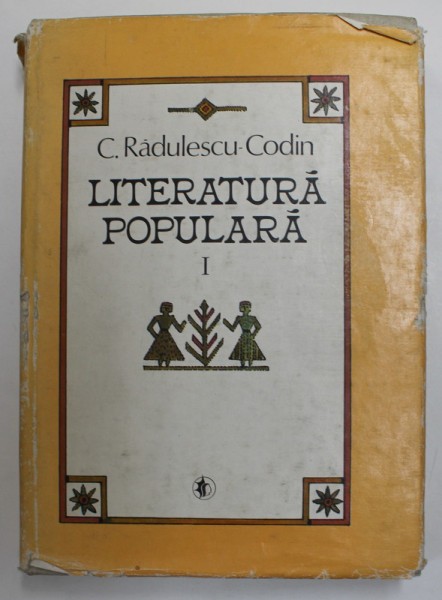 C. Rădulescu-Codin
LITERATURĂ
POPULARĂ
I